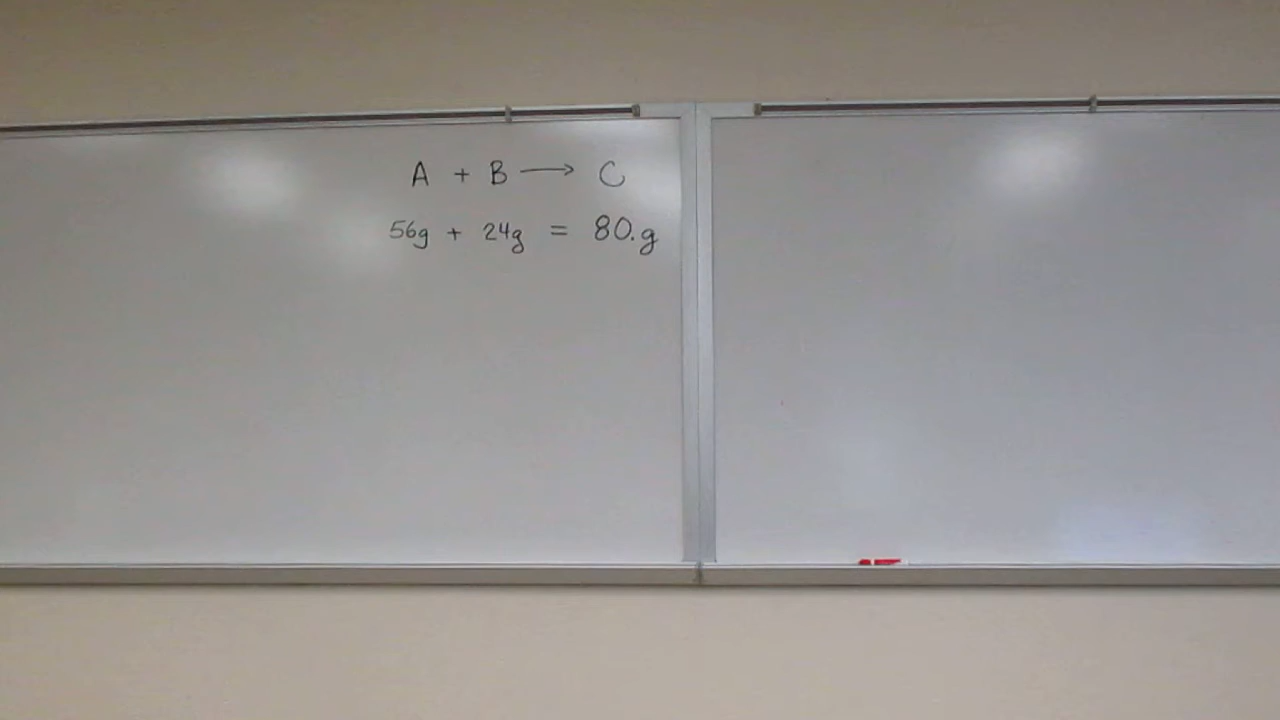 A + B ⟶ C
56g + 24g = 80.g